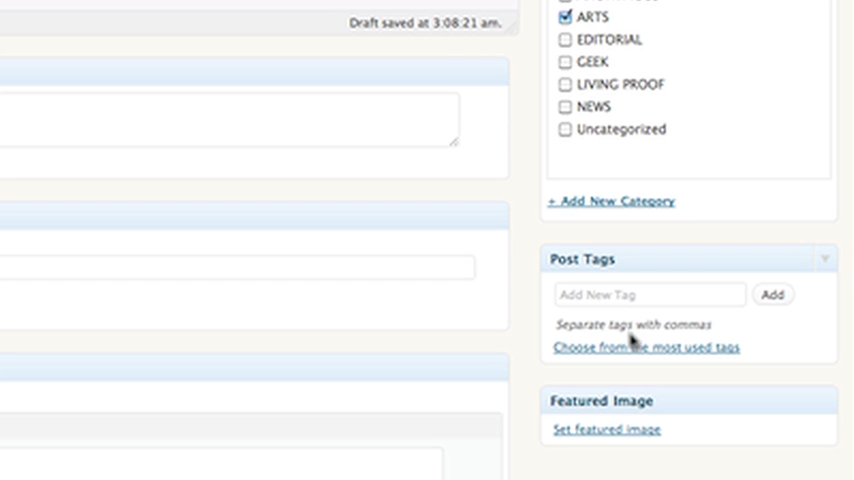 Draft saved at 3:08:21 am.
ARTS
EDITORIAL
GEEK
LIVING PROOF
NEWS
Uncategorized
+ Add New Category
Post Tags
Add New Tag
Add
Separate tags with commas
Choose from the most used tags
Featured Image
Set featured image